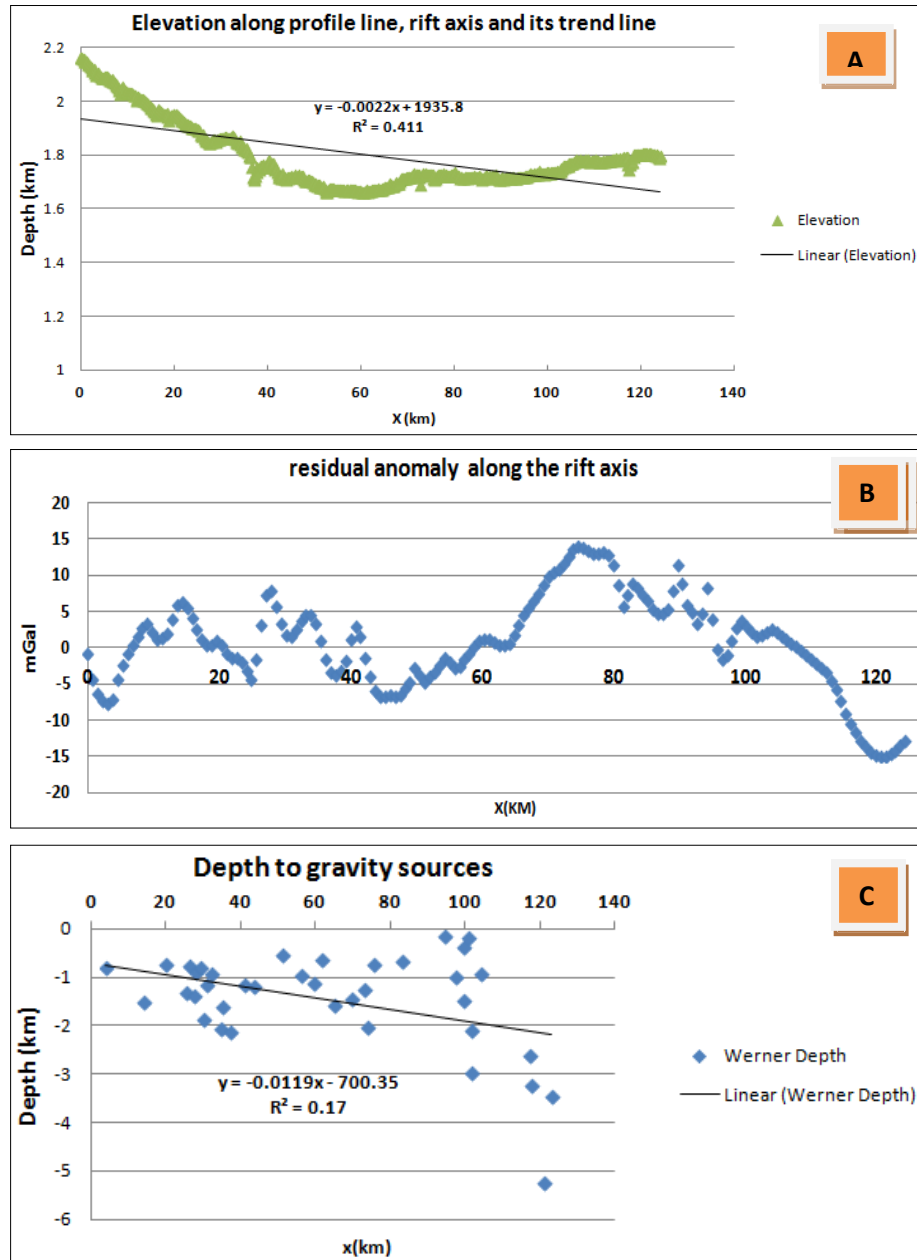 Elevation along profile line, rift axis and its trend line
A
2.2
2
1.8
1.6
1.4
1.2
1
Depth (km)
y = -0.0022x + 1935.8
R² = 0.411
Elevation
Linear (Elevation)
0 20 40 60 80 100 120 140
X (km)
residual anomaly along the rift axis
B
20
15
10
5
0
-5
-10
-15
-20
mGal
0 20 40 60 80 100 120
X(KM)
Depth to gravity sources
C
0 20 40 60 80 100 120 140
0
-1
-2
-3
-4
-5
-6
Depth (km)
y = -0.0119x - 700.35
R² = 0.17
Werner Depth
Linear (Werner Depth)
x(km)